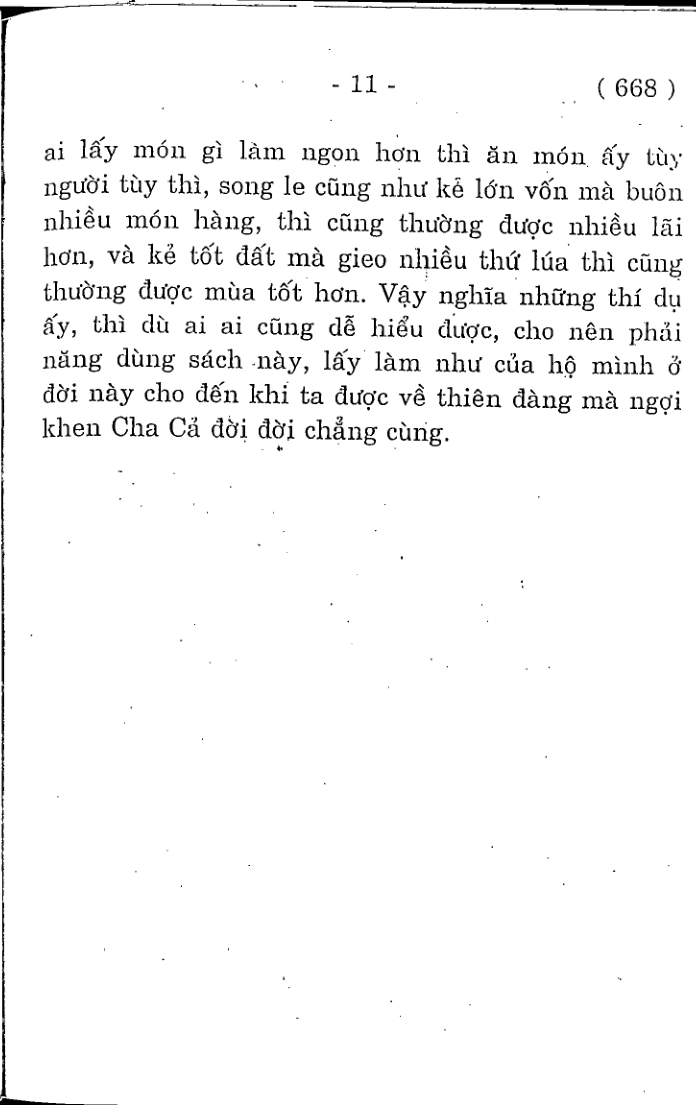 - 11 - ( 668 )
ai lấy món gì làm ngon hơn thì ăn món ấy tùy
người tùy thì, song le cũng như kẻ lớn vốn mà buôn
nhiều món hàng, thì cũng thường được nhiều lãi
hơn, và kẻ tốt đất mà gieo nhiều thứ lúa thì cũng
thường được mùa tốt hơn. Vậy nghĩa những thí dụ
ấy, thì dù ai ai cũng dễ hiểu được, cho nên phải
năng dùng sách này, lấy làm như của hộ mình ở
đời này cho đến khi ta được về thiên đàng mà ngợi
khen Cha Cả đời đời chẳng cùng.